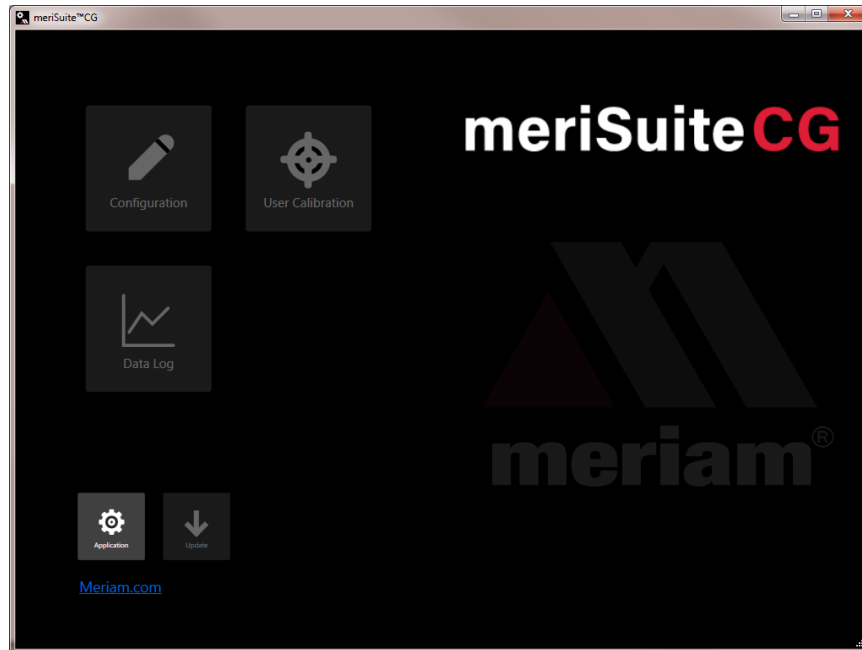 meriSuite™CG
meriSuite CG
Configuration
User Calibration
Data Log
meriam®
Application
Update
Meriam.com